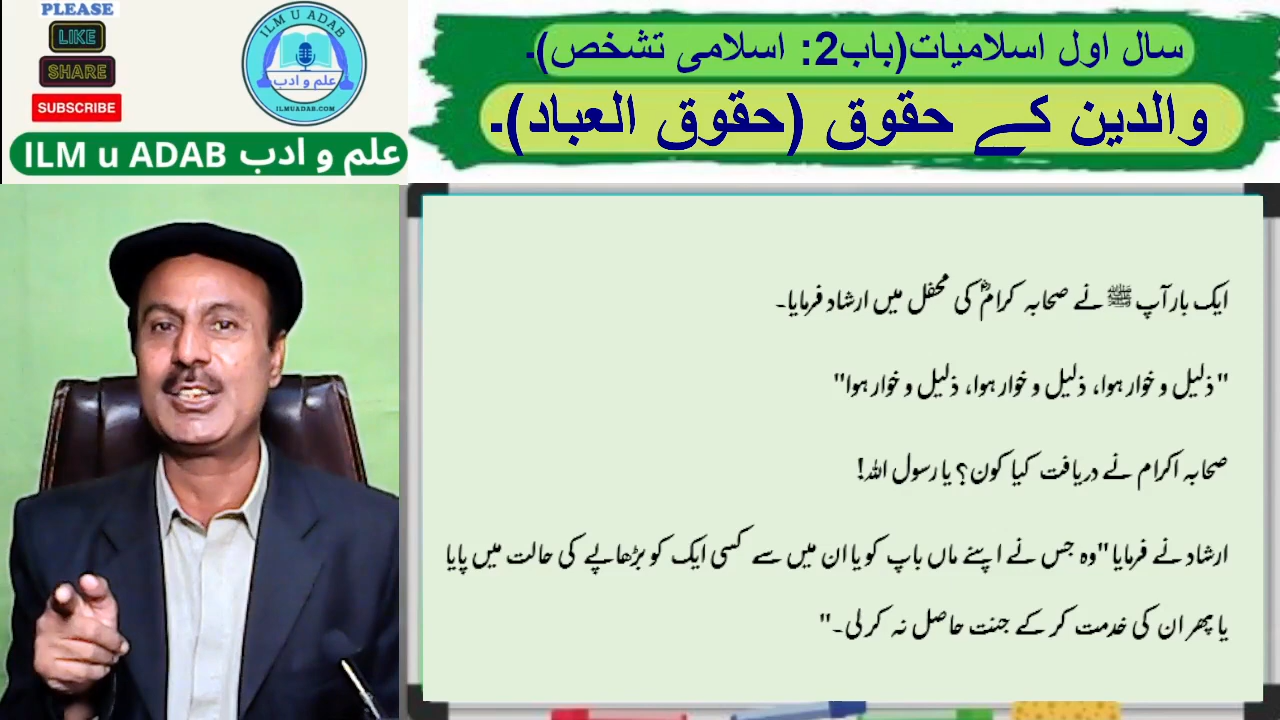 PLEASE
LIKE
SHARE
SUBSCRIBE
ILM U ADAB
علم و ادب
ILMUADAB.COM
ILM u ADAB علم و ادب
سال اول اسلامیات(باب2: اسلامی تشخص)۔
والدین کے حقوق (حقوق العباد)۔
ایک بار آپ ﷺ نے صحابہ کرامؓ کی محفل میں ارشاد فرمایا۔
"ذلیل و خوار ہوا، ذلیل و خوار ہوا، ذلیل و خوار ہوا"
صحابہ اکرام نے دریافت کیا کون؟ یا رسول اللہ!
ارشاد نے فرمایا "وہ جس نے اپنے ماں باپ کو یا ان میں سے کسی ایک کو بڑھاپے کی حالت میں پایا
یا پھر ان کی خدمت کر کے جنت حاصل نہ کر لی۔"